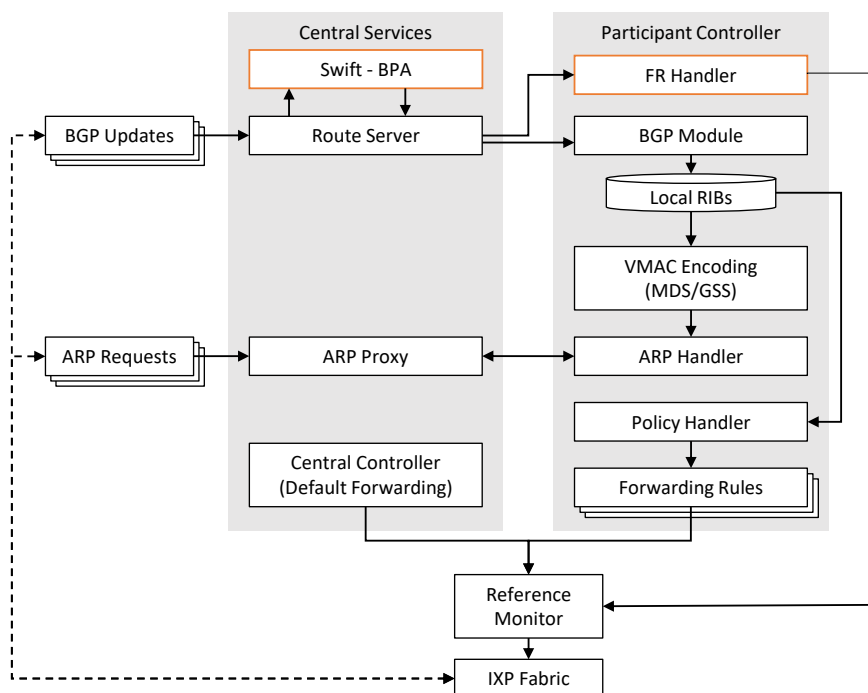 Central Services
Participant Controller
Swift - BPA
FR Handler
BGP Updates
Route Server
BGP Module
Local RIBs
VMAC Encoding
(MDS/GSS)
ARP Requests
ARP Proxy
ARP Handler
Policy Handler
Central Controller
(Default Forwarding)
Forwarding Rules
Reference
Monitor
IXP Fabric